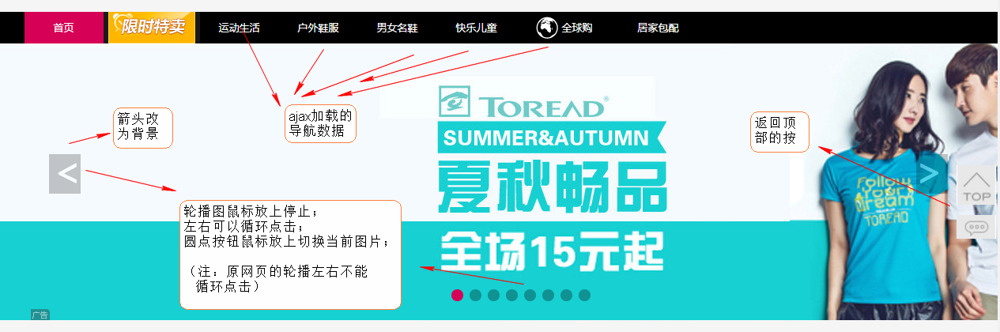 首页 限时特卖 运动生活 户外鞋服 男女名鞋 快乐儿童 全球购 居家包配
箭头改
为背景
ajax加载的
导航数据
TOREAD®
SUMMER&AUTUMN
夏秋畅品
全场15元起
返回顶
部的按
<
>
TOP
轮播图鼠标放上停止；
左右可以循环点击；
圆点按钮鼠标放上切换当前图片；
（注：原网页的轮播左右不能
循环点击）
Follow
Your
Dream
TOREAD
广告